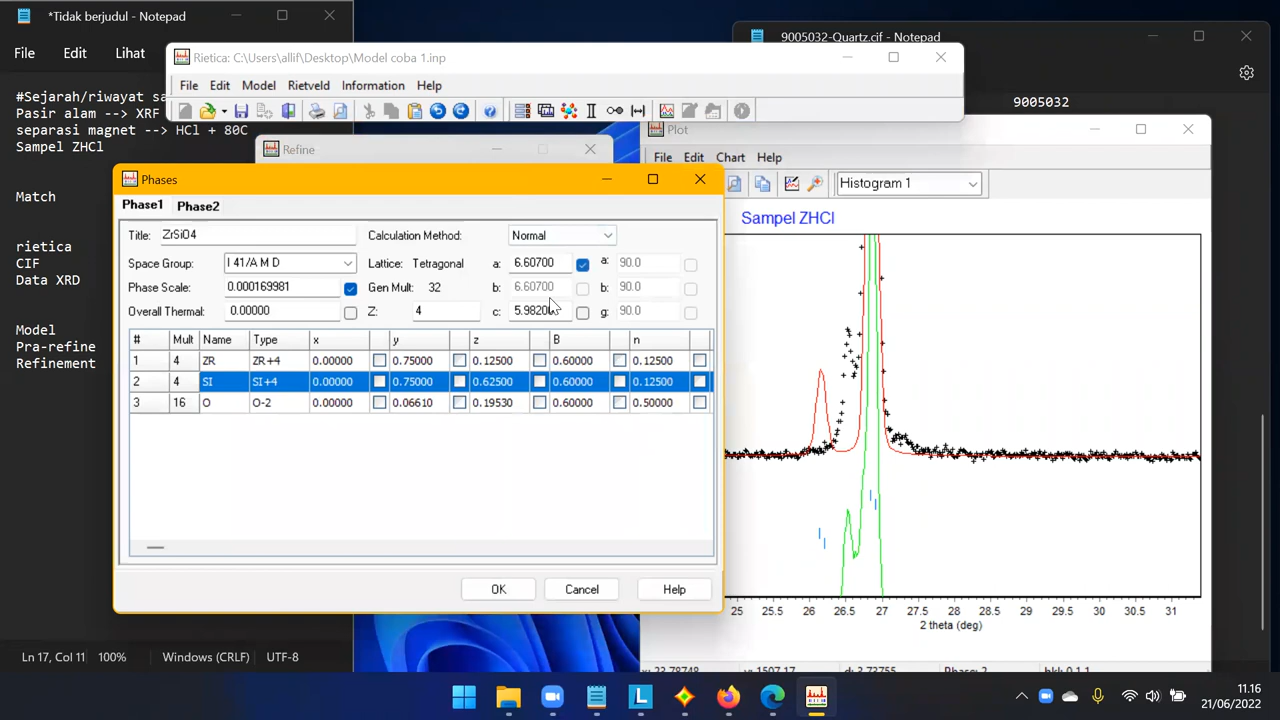 *Tidak berjudul - Notepad
File Edit Lihat
#Sejarah/riwayat sa
Pasir alam --> XRF
separasi magnet --> HCl + 80C
Sampel ZHCl
Match
rietica
CIF
Data XRD
Model
Pra-refine
Refinement
Ln 17, Col 11 100% Windows (CRLF) UTF-8
9005032-Quartz.cif - Notepad
9005032
Rietica: C:\Users\allif\Desktop\Model coba 1.inp
File Edit Model Rietveld Information Help
Refine
Plot
File Edit Chart Help
Histogram 1
Sampel ZHCl
25 25.5 26 26.5 27 27.5 28 28.5 29 29.5 30 30.5 31
2 theta (deg)
Phases
Phase1 Phase2
Title: ZrSiO4 Calculation Method: Normal
Space Group: I 41/A M D Lattice: Tetragonal a: 6.60700 a: 90.0
Phase Scale: 0.000169981 Gen Mult: 32 b: 6.60700 b: 90.0
Overall Thermal: 0.00000 Z: 4 c: 5.98200 g: 90.0
# Mult Name Type x y z B n
1 4 ZR ZR+4 0.00000 0.75000 0.12500 0.60000 0.12500
2 4 SI SI+4 0.00000 0.75000 0.62500 0.60000 0.12500
3 16 O O-2 0.00000 0.06610 0.19530 0.60000 0.50000
OK Cancel Help
11.16
21/06/2022